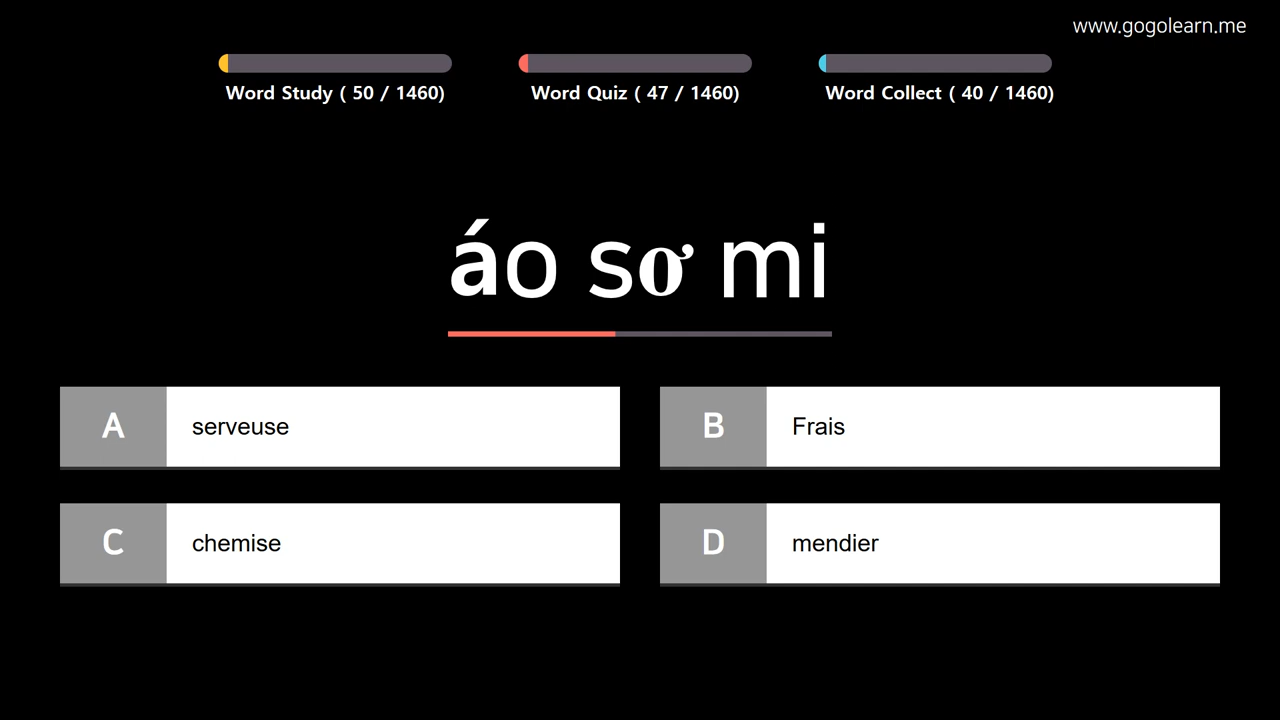 www.gogolearn.me
Word Study ( 50 / 1460)
Word Quiz ( 47 / 1460)
Word Collect ( 40 / 1460)
áo sơ mi
A serveuse
B Frais
C chemise
D mendier